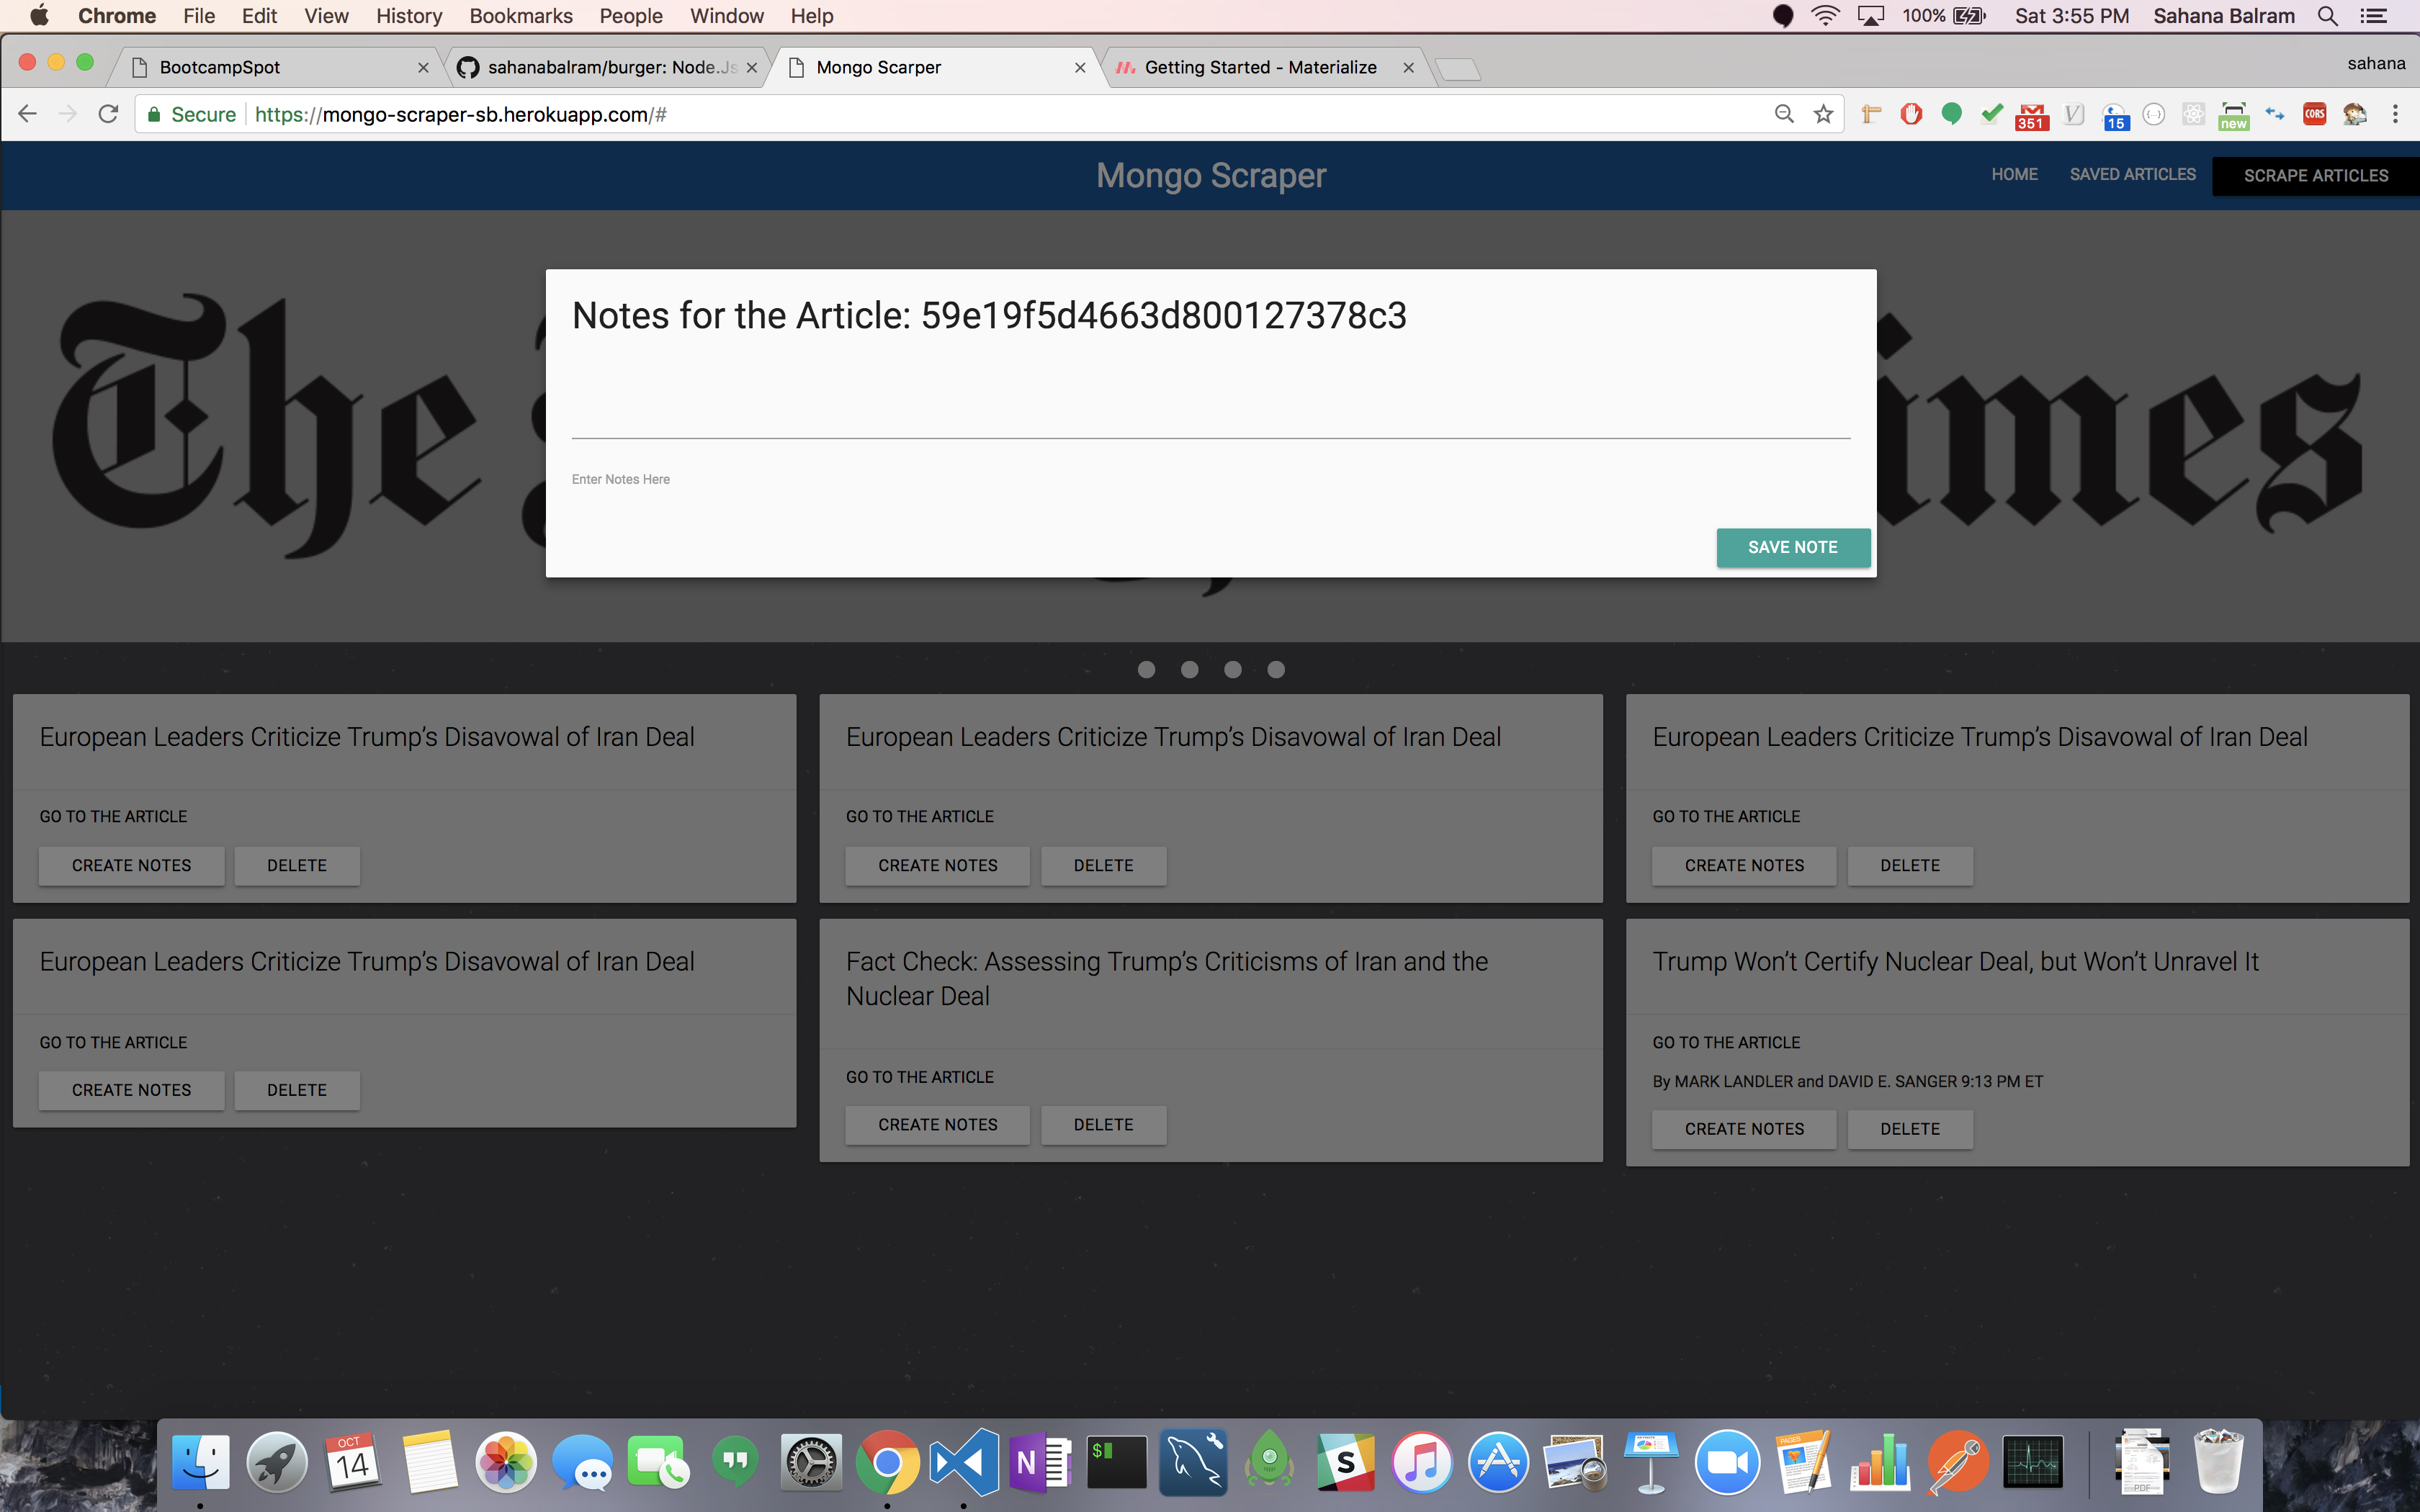 Chrome File Edit View History Bookmarks People Window Help 100% Sat 3:55 PM Sahana Balram
BootcampSpot sahanabalram/burger: Node.Js Mongo Scarper Getting Started - Materialize sahana
Secure https://mongo-scraper-sb.herokuapp.com/# 351 15 new CORS
Mongo Scraper HOME SAVED ARTICLES SCRAPE ARTICLES
The imes
Notes for the Article: 59e19f5d4663d800127378c3
Enter Notes Here
SAVE NOTE
European Leaders Criticize Trump’s Disavowal of Iran Deal
GO TO THE ARTICLE
CREATE NOTES DELETE
European Leaders Criticize Trump’s Disavowal of Iran Deal
GO TO THE ARTICLE
CREATE NOTES DELETE
European Leaders Criticize Trump’s Disavowal of Iran Deal
GO TO THE ARTICLE
CREATE NOTES DELETE
European Leaders Criticize Trump’s Disavowal of Iran Deal
GO TO THE ARTICLE
CREATE NOTES DELETE
Fact Check: Assessing Trump’s Criticisms of Iran and the
Nuclear Deal
GO TO THE ARTICLE
CREATE NOTES DELETE
Trump Won’t Certify Nuclear Deal, but Won’t Unravel It
GO TO THE ARTICLE
By MARK LANDLER and DAVID E. SANGER 9:13 PM ET
CREATE NOTES DELETE
OCT
14
N
$
S
PAGES
PDF